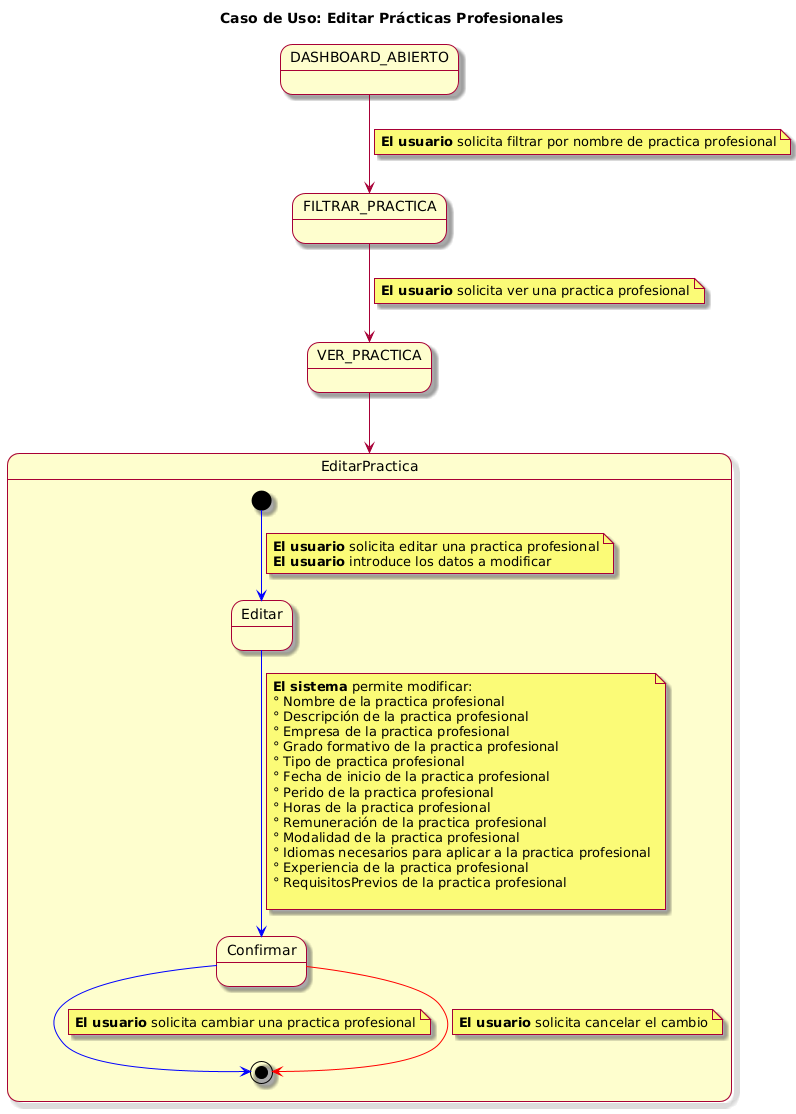 Caso de Uso: Editar Prácticas Profesionales
DASHBOARD_ABIERTO
El usuario solicita filtrar por nombre de practica profesional
FILTRAR_PRACTICA
El usuario solicita ver una practica profesional
VER_PRACTICA
EditarPractica
El usuario solicita editar una practica profesional
El usuario introduce los datos a modificar
Editar
El sistema permite modificar:
° Nombre de la practica profesional
° Descripción de la practica profesional
° Empresa de la practica profesional
° Grado formativo de la practica profesional
° Tipo de practica profesional
° Fecha de inicio de la practica profesional
° Perido de la practica profesional
° Horas de la practica profesional
° Remuneración de la practica profesional
° Modalidad de la practica profesional
° Idiomas necesarios para aplicar a la practica profesional
° Experiencia de la practica profesional
° RequisitosPrevios de la practica profesional
Confirmar
El usuario solicita cambiar una practica profesional
El usuario solicita cancelar el cambio